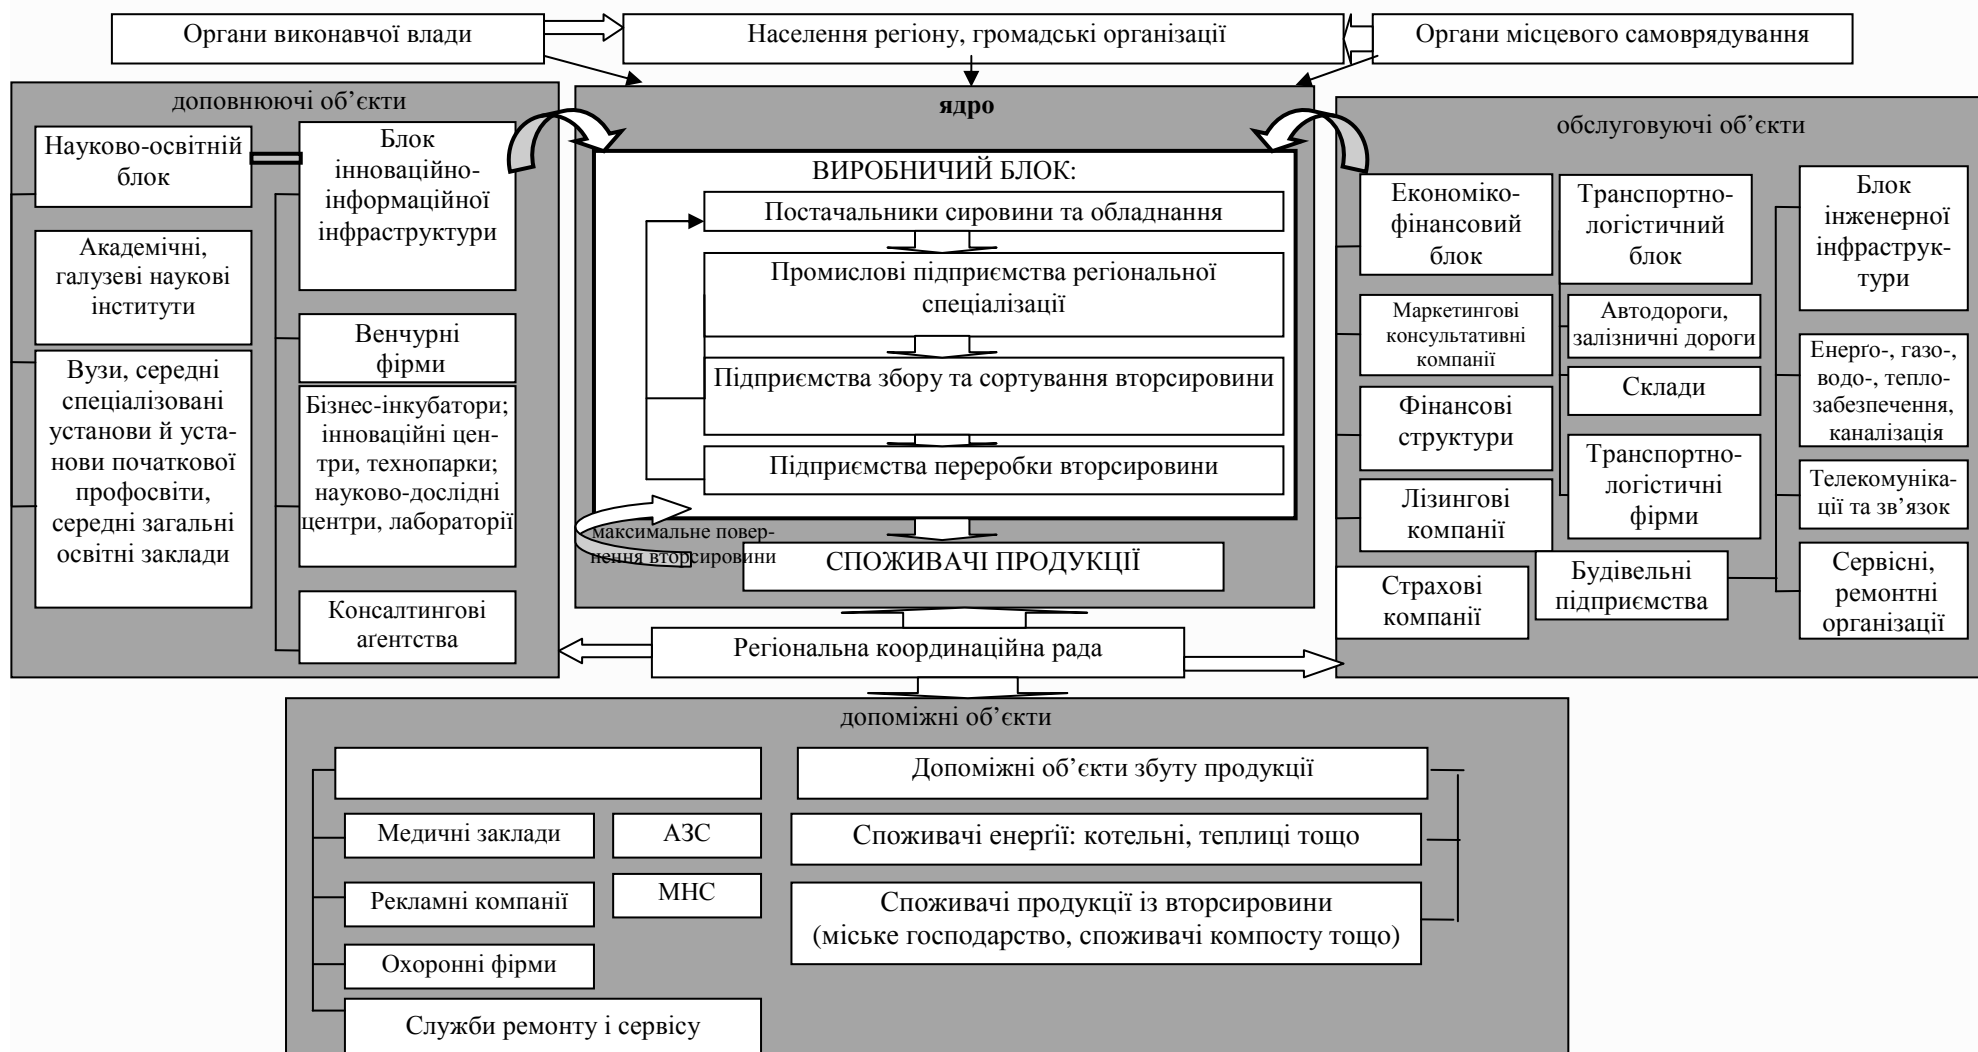 Органи виконавчої влади
Населення регіону, громадські організації
Органи місцевого самоврядування
доповнюючі об’єкти
Науково-освітній
блок
Академічні,
галузеві наукові
інститути
Вузи, середні
спеціалізовані
установи й уста-
нови початкової
профосвіти,
середні загальні
освітні заклади
Блок
інноваційно-
інформаційної
інфраструктури
Венчурні
фірми
Бізнес-інкубатори;
інноваційні цен-
три, технопарки;
науково-дослідні
центри, лабораторії
Консалтингові
аґентства
ядро
ВИРОБНИЧИЙ БЛОК:
Постачальники сировини та обладнання
Промислові підприємства регіональної
спеціалізації
Підприємства збору та сортування вторсировини
Підприємства переробки вторсировини
максимальне повер-
нення вторсировини
СПОЖИВАЧІ ПРОДУКЦІЇ
обслуговуючі об’єкти
Економіко-
фінансовий
блок
Маркетингові
консультативні
компанії
Фінансові
структури
Лізингові
компанії
Страхові
компанії
Транспортно-
логістичний
блок
Автодороги,
залізничні дороги
Склади
Транспортно-
логістичні
фірми
Будівельні
підприємства
Блок
інженерної
інфраструк-
тури
Енерґо-, газо-,
водо-, тепло-
забезпечення,
каналізація
Телекомуніка-
ції та зв’язок
Сервісні,
ремонтні
організації
Регіональна координаційна рада
допоміжні об’єкти
Медичні заклади
АЗС
Рекламні компанії
МНС
Охоронні фірми
Служби ремонту і сервісу
Допоміжні об’єкти збуту продукції
Споживачі енерґії: котельні, теплиці тощо
Споживачі продукції із вторсировини
(міське господарство, споживачі компосту тощо)